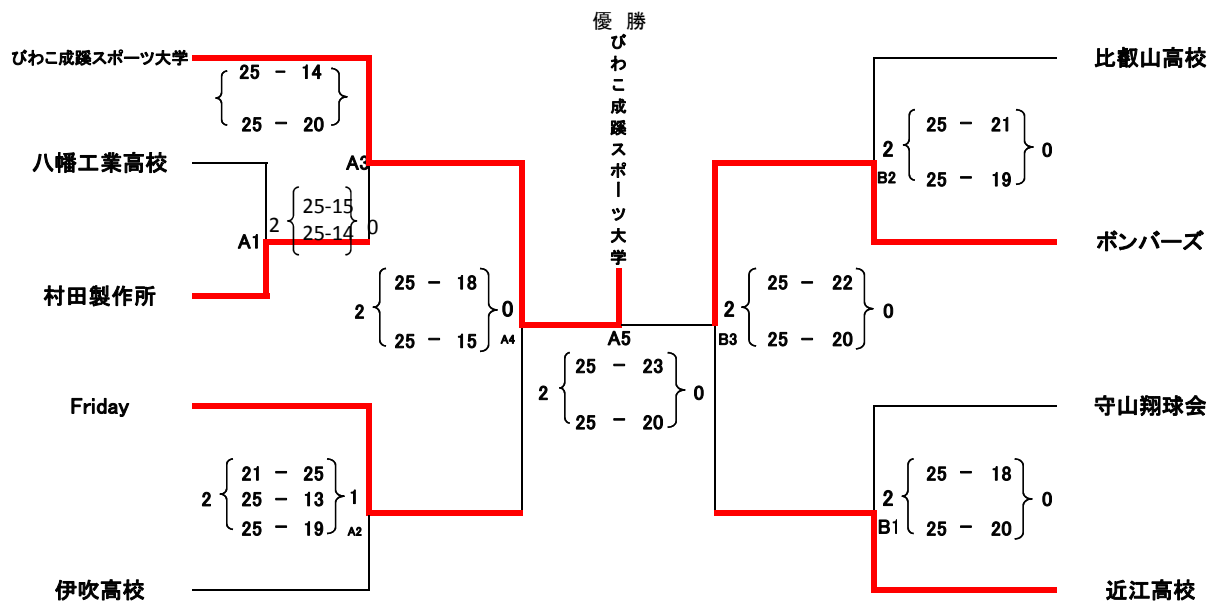 優 勝
びわこ成蹊スポーツ大学
びわこ成蹊スポーツ大学
25 － 14
25 － 20
A3
八幡工業高校
A1
2
25-15
25-14
0
村田製作所
2
25 － 18
25 － 15
0
A4
Friday
2
21 － 25
25 － 13
25 － 19
1
A2
伊吹高校
A5
2
25 － 23
25 － 20
0
比叡山高校
2
25 － 21
25 － 19
0
B2
ボンバーズ
2
25 － 22
25 － 20
0
B3
守山翔球会
2
25 － 18
25 － 20
0
B1
近江高校